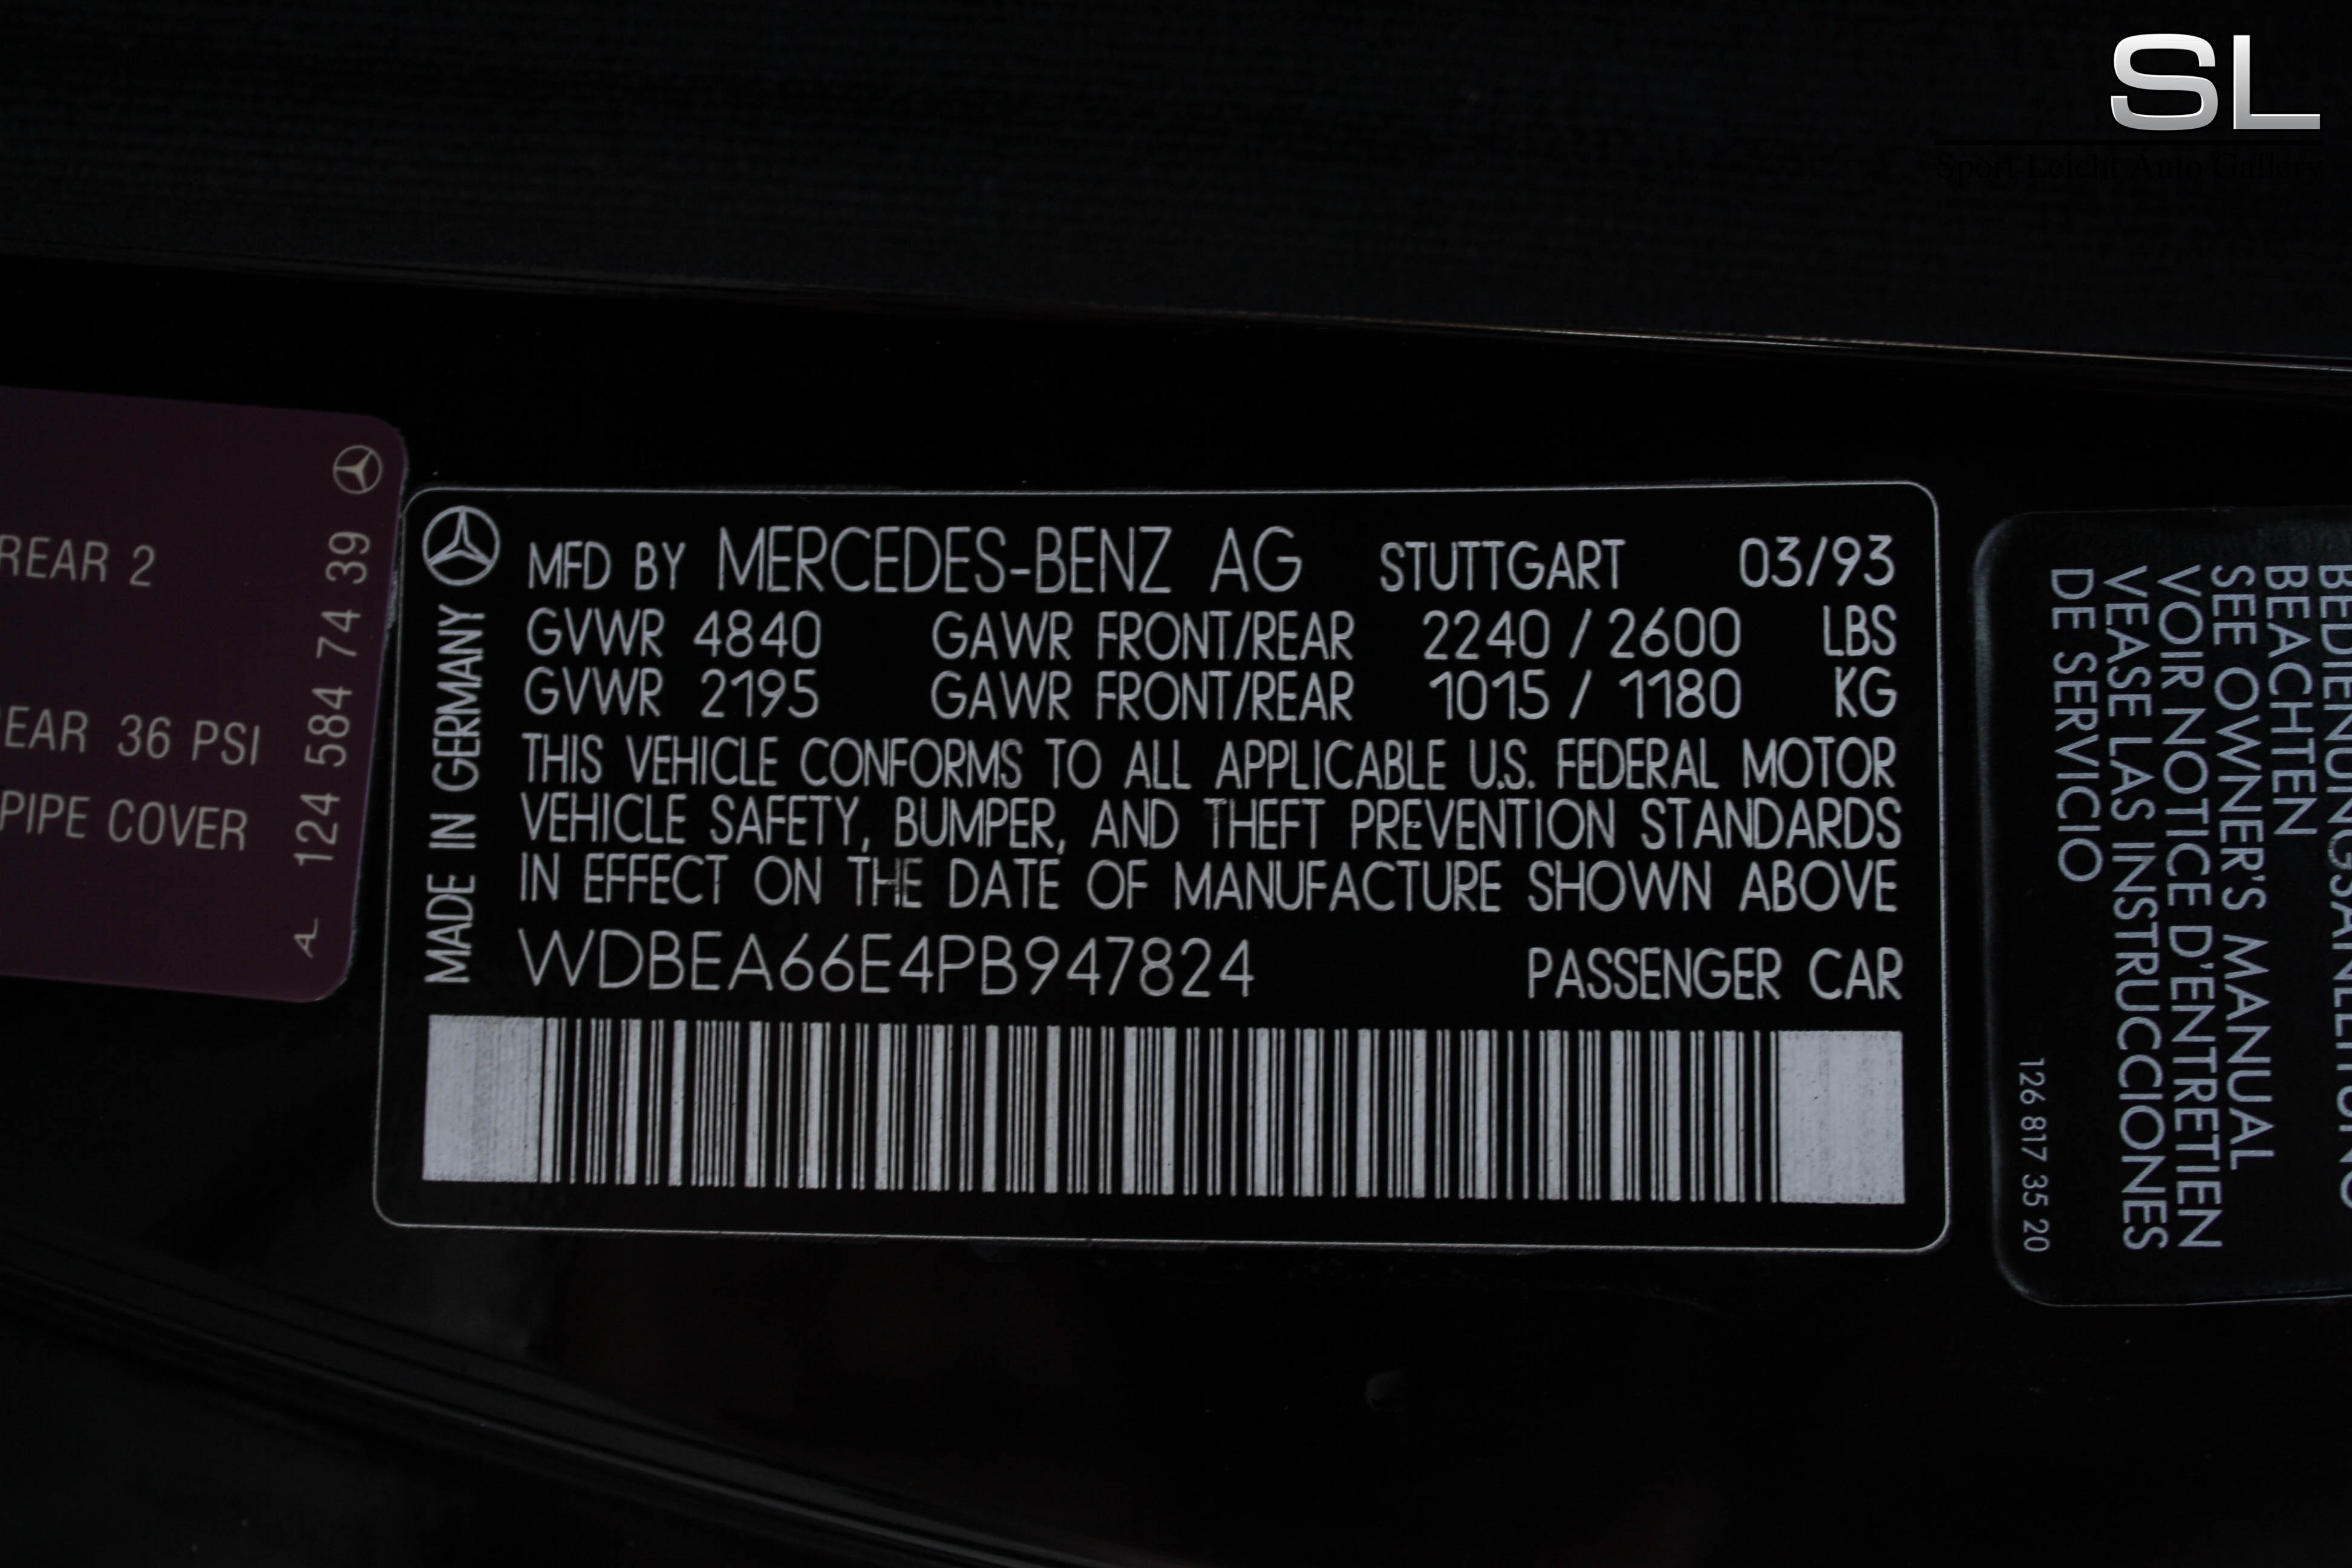 SL
Sport Leicht Auto Gallery
REAR 2
REAR 36 PSI
PIPE COVER
A 124 584 74 39
MADE IN GERMANY
MFD BY MERCEDES-BENZ AG STUTTGART 03/93
GVWR 4840 GAWR FRONT/REAR 2240 / 2600 LBS
GVWR 2195 GAWR FRONT/REAR 1015 / 1180 KG
THIS VEHICLE CONFORMS TO ALL APPLICABLE U.S. FEDERAL MOTOR
VEHICLE SAFETY, BUMPER, AND THEFT PREVENTION STANDARDS
IN EFFECT ON THE DATE OF MANUFACTURE SHOWN ABOVE
WDBEA66E4PB947824 PASSENGER CAR
BEDIENUNGSANLEITUNG
BEACHTEN
SEE OWNER'S MANUAL
VOIR NOTICE D'ENTRETIEN
VEASE LAS INSTRUCCIONES
DE SERVICIO
126 817 35 20